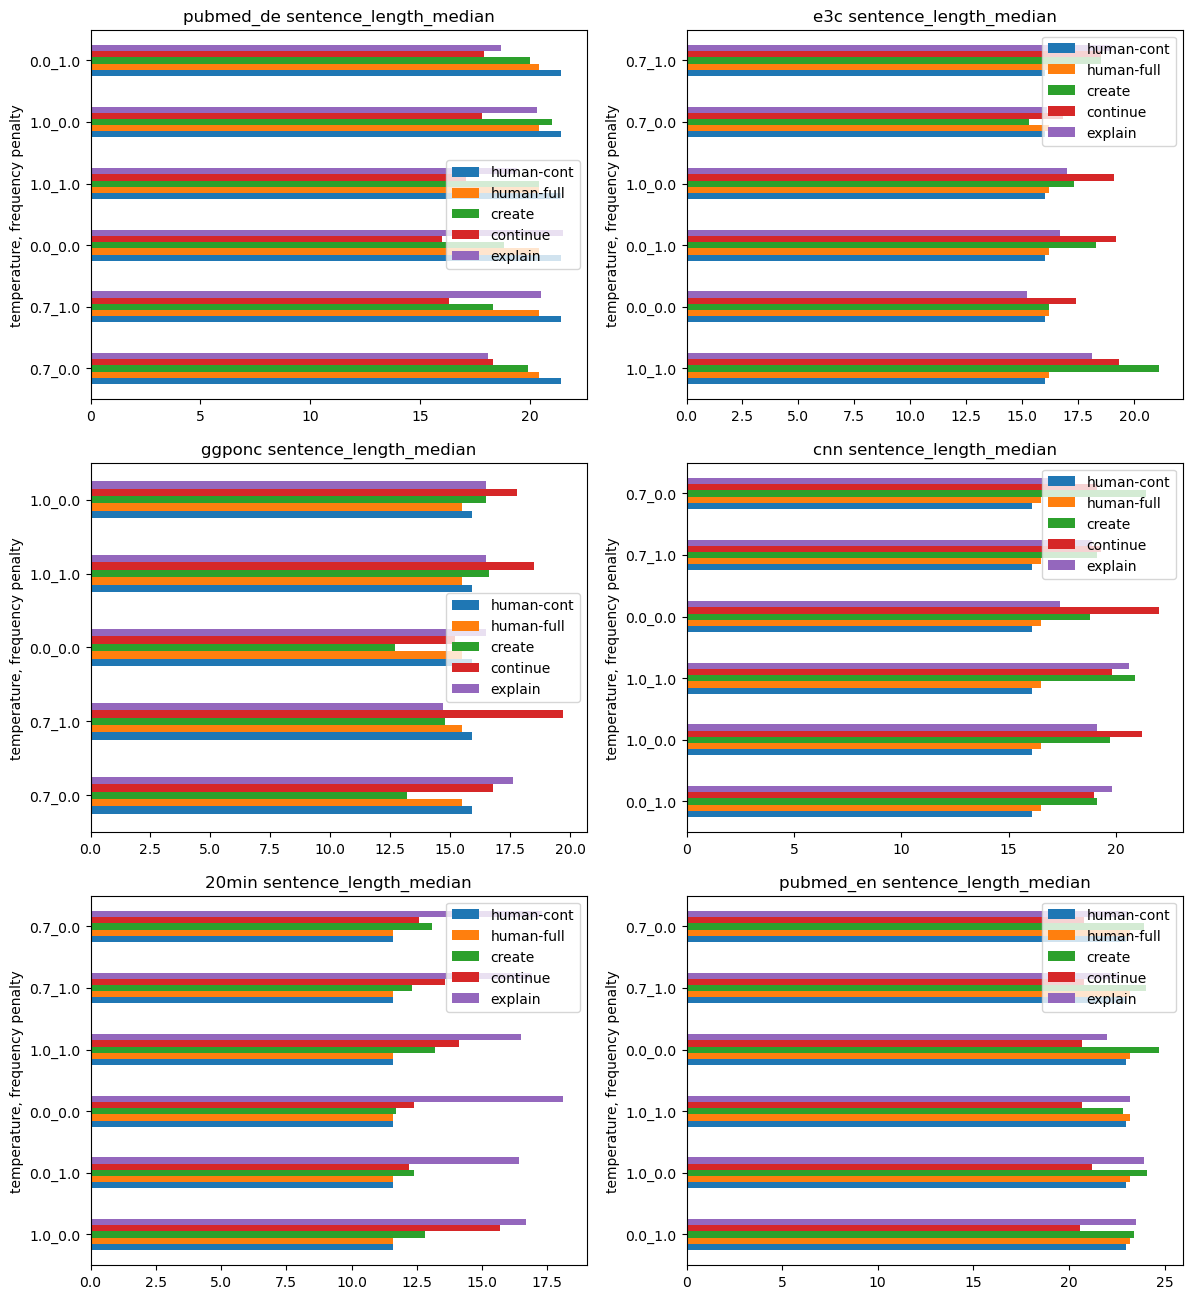 pubmed_de sentence_length_median
temperature, frequency penalty
0.0_1.0
1.0_0.0
1.0_1.0
0.0_0.0
0.7_1.0
0.7_0.0
0 5 10 15 20
human-cont
human-full
create
continue
explain
e3c sentence_length_median
temperature, frequency penalty
0.7_1.0
0.7_0.0
1.0_0.0
0.0_1.0
0.0_0.0
1.0_1.0
0.0 2.5 5.0 7.5 10.0 12.5 15.0 17.5 20.0
human-cont
human-full
create
continue
explain
ggponc sentence_length_median
temperature, frequency penalty
1.0_0.0
1.0_1.0
0.0_0.0
0.7_1.0
0.7_0.0
0.0 2.5 5.0 7.5 10.0 12.5 15.0 17.5 20.0
human-cont
human-full
create
continue
explain
cnn sentence_length_median
temperature, frequency penalty
0.7_0.0
0.7_1.0
0.0_0.0
1.0_1.0
1.0_0.0
0.0_1.0
0 5 10 15 20
human-cont
human-full
create
continue
explain
20min sentence_length_median
temperature, frequency penalty
0.7_0.0
0.7_1.0
1.0_1.0
0.0_0.0
0.0_1.0
1.0_0.0
0.0 2.5 5.0 7.5 10.0 12.5 15.0 17.5
human-cont
human-full
create
continue
explain
pubmed_en sentence_length_median
temperature, frequency penalty
0.7_0.0
0.7_1.0
0.0_0.0
1.0_1.0
1.0_0.0
0.0_1.0
0 5 10 15 20 25
human-cont
human-full
create
continue
explain